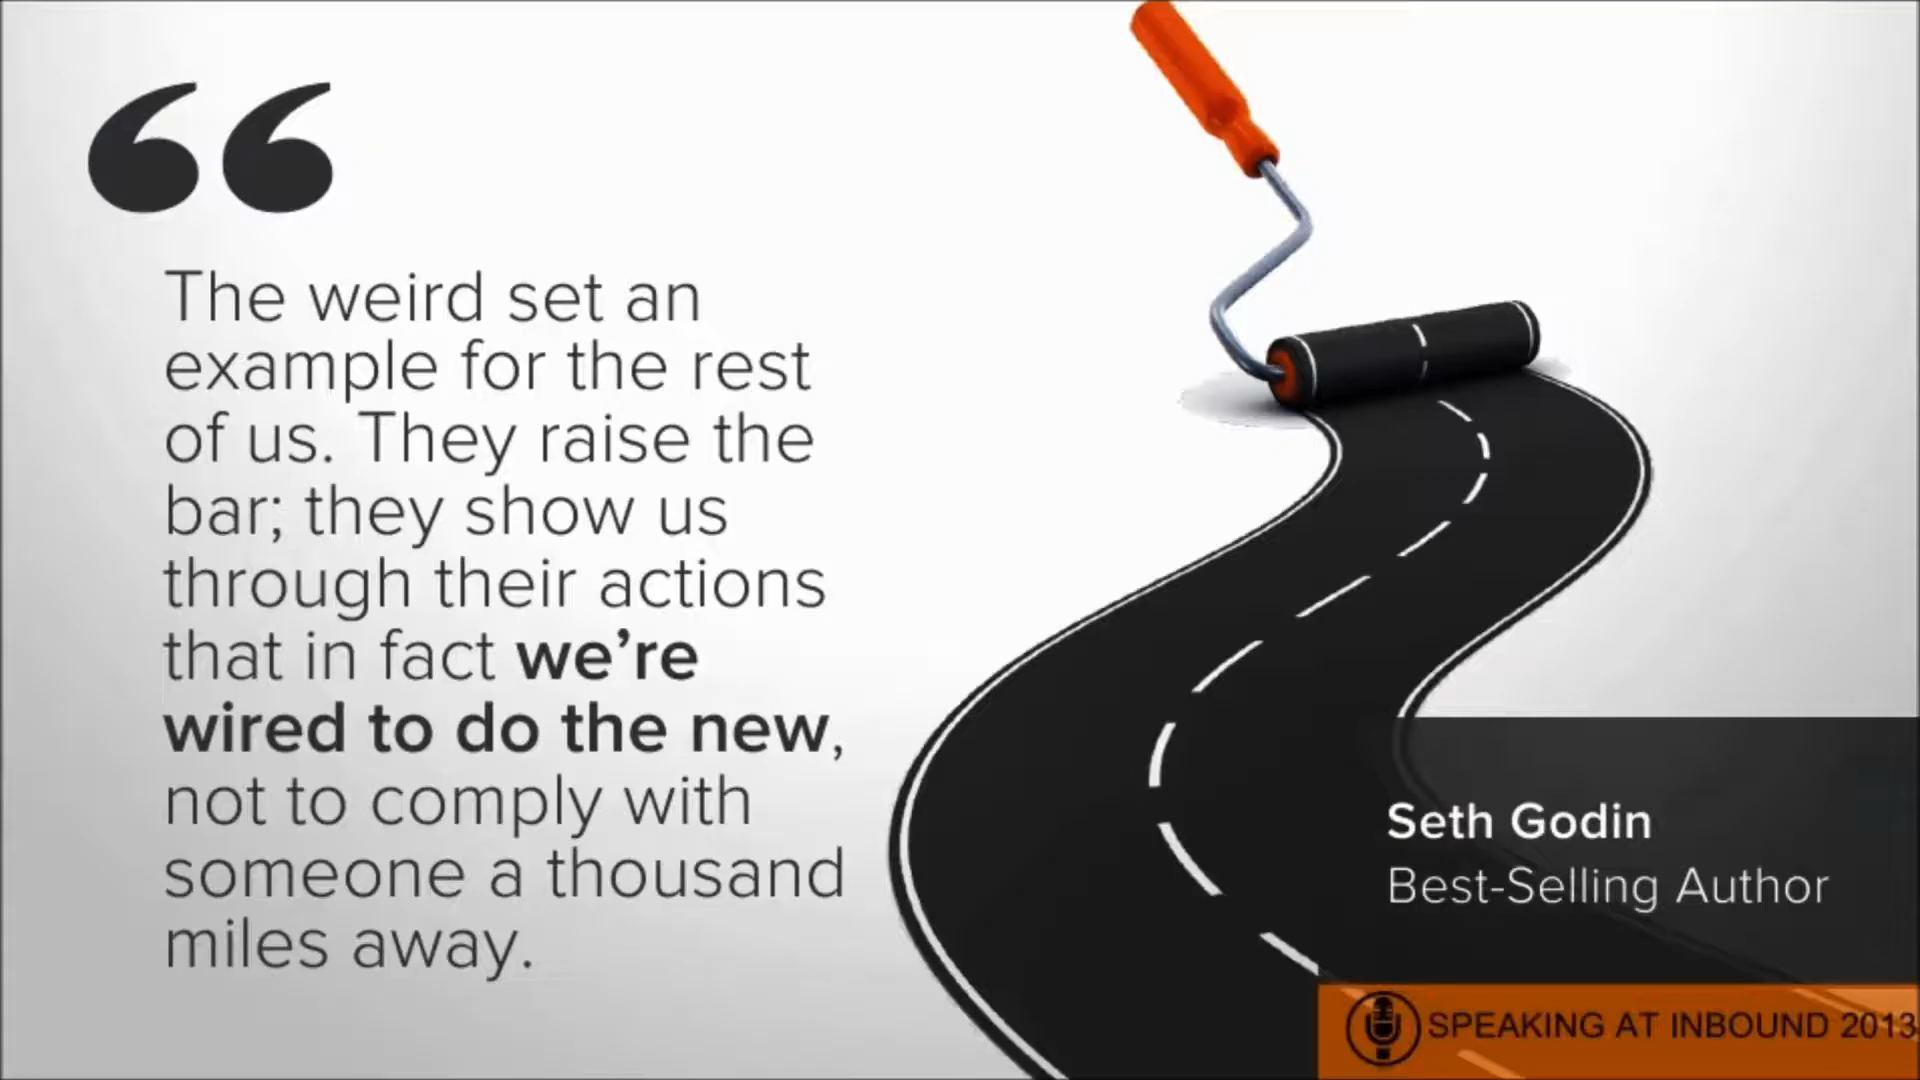 “
The weird set an
example for the rest
of us. They raise the
bar; they show us
through their actions
that in fact we’re
wired to do the new,
not to comply with
someone a thousand
miles away.
Seth Godin
Best-Selling Author
SPEAKING AT INBOUND 2013